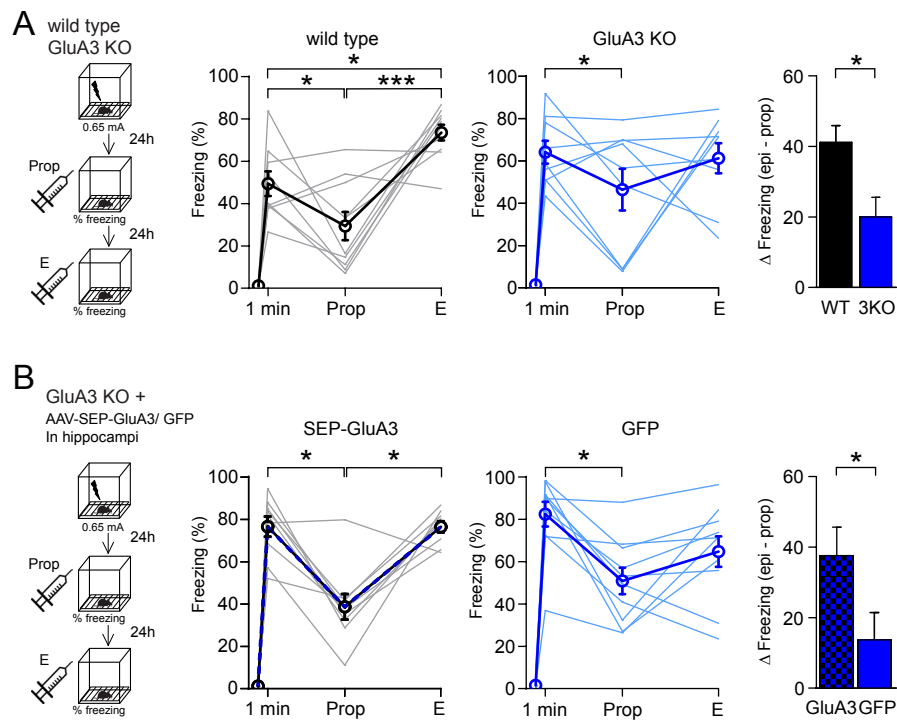 A
wild type
GluA3 KO
0.65 mA
24h
Prop
% freezing
24h
E
% freezing
wild type
*
* ***
Freezing (%)
100
80
60
40
20
0
1 min Prop E
GluA3 KO
*
Freezing (%)
100
80
60
40
20
0
1 min Prop E
*
Δ Freezing (epi - prop)
60
40
20
0
WT 3KO
B
GluA3 KO +
AAV-SEP-GluA3/ GFP
In hippocampi
0.65 mA
24h
Prop
% freezing
24h
E
% freezing
SEP-GluA3
* *
Freezing (%)
100
80
60
40
20
0
1 min Prop E
GFP
*
Freezing (%)
100
80
60
40
20
0
1 min Prop E
*
Δ Freezing (epi - prop)
60
40
20
0
GluA3 GFP